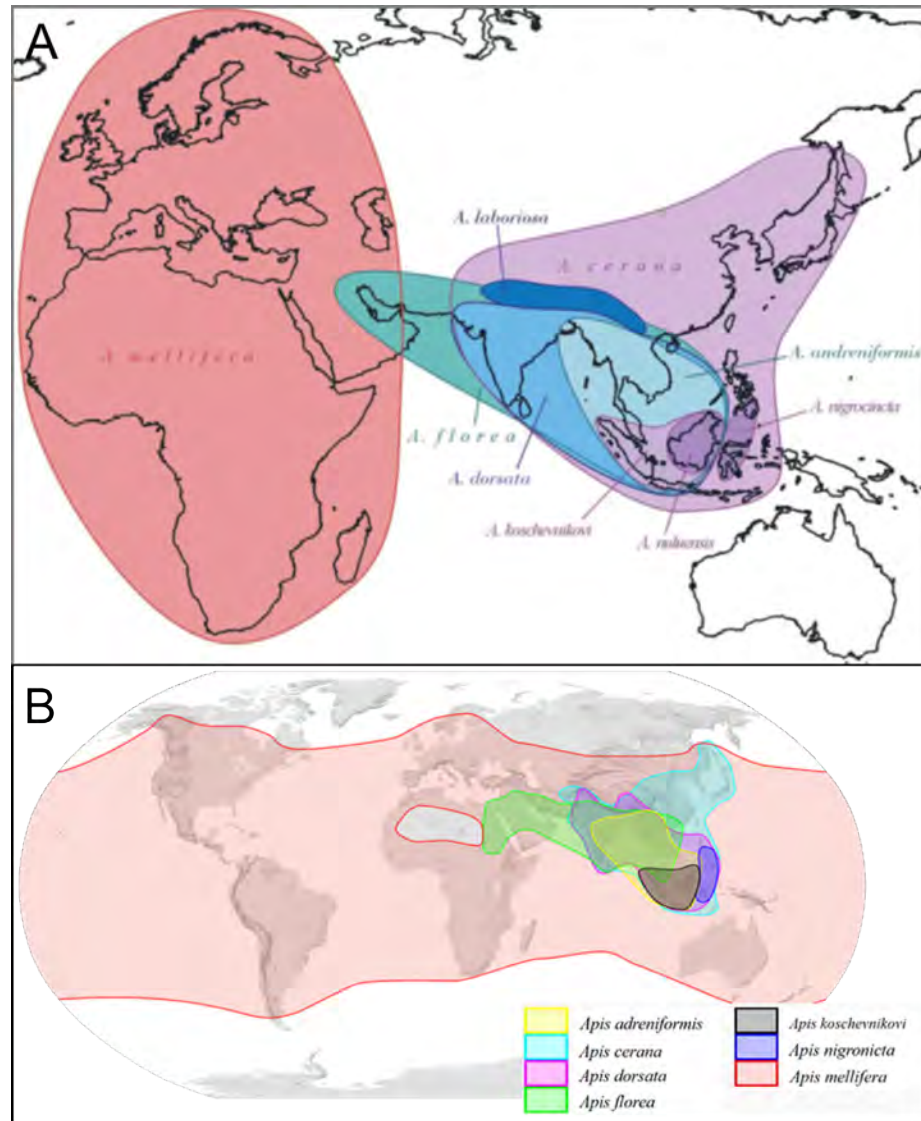 A
A. laboriosa
A. cerana
A. mellifera
A. andreniformis
A. nigrocincta
A. florea
A. dorsata
A. koschevnikovi
A. nuluensis
B
Apis adreniformis
Apis koschevnikovi
Apis cerana
Apis nigronicta
Apis dorsata
Apis mellifera
Apis florea